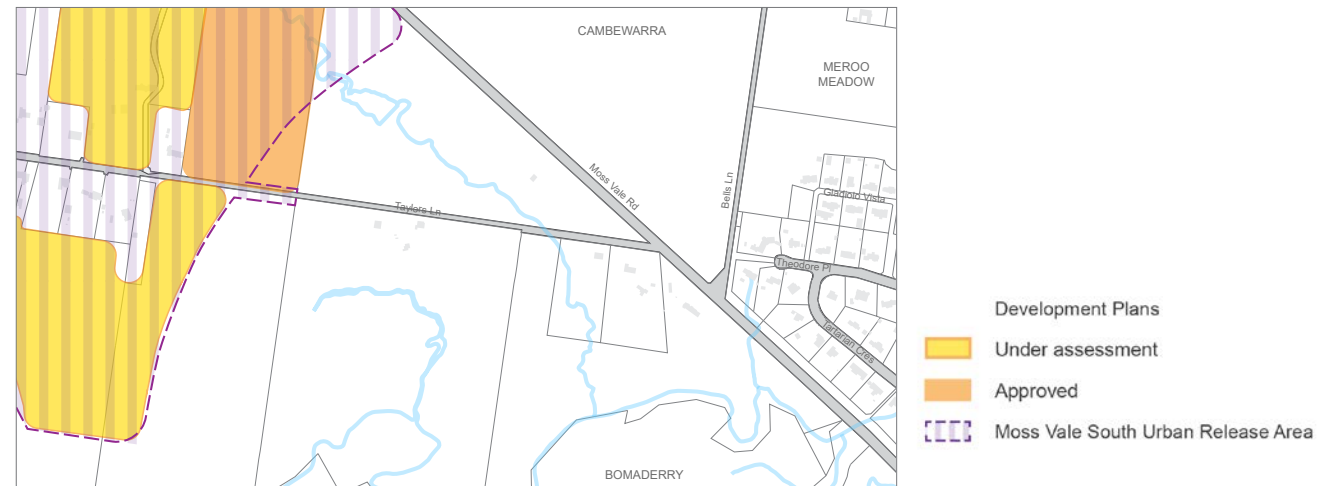 CAMBEWARRA
MEROO
MEADOW
Moss Vale Rd
Bells Ln
Gladiolo Vista
Taylors Ln
Theodore Pl
Tartarian Cres
BOMADERRY
Development Plans
Under assessment
Approved
Moss Vale South Urban Release Area